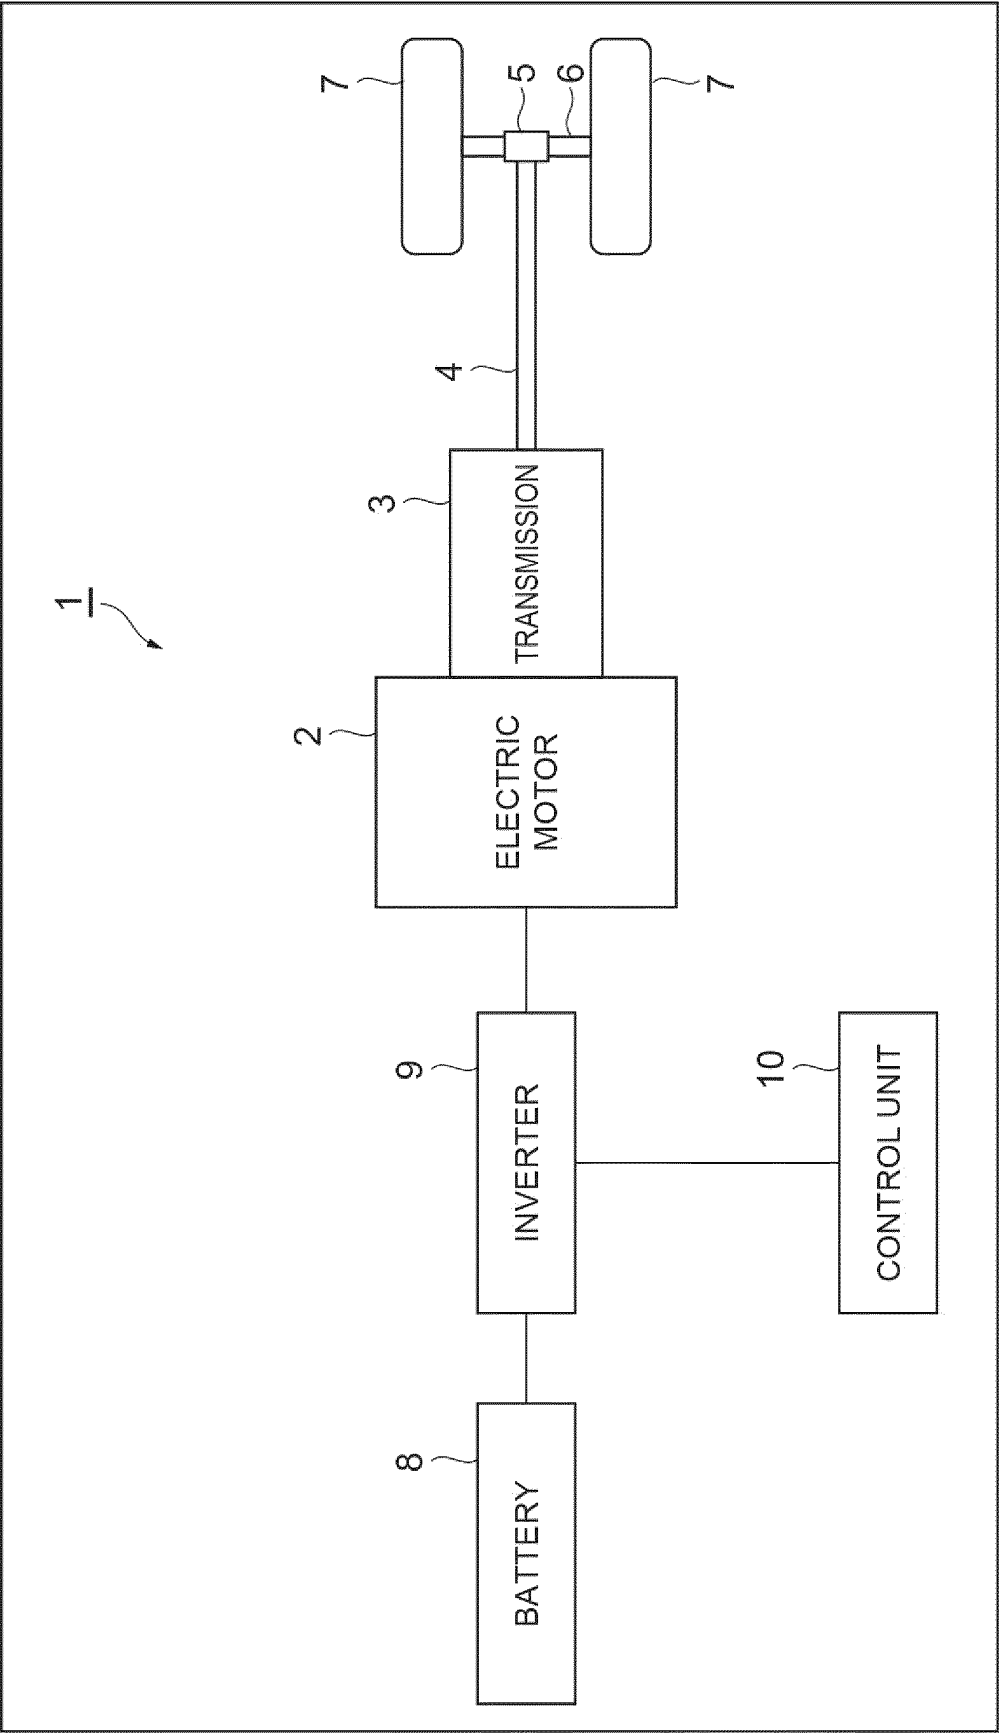 1
8
BATTERY
9
INVERTER
10
CONTROL UNIT
2
ELECTRIC
MOTOR
3
TRANSMISSION
4
5
6
7
7